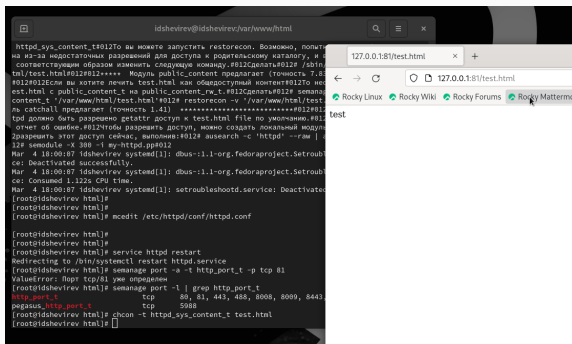 idshevirev@idshevirev:/var/www/html
httpd_sys_content_t#012То вы можете запустить restorecon. Возможно, попытк
на из-за недостаточных разрешений для доступа к родительскому каталогу, и в
соответствующим образом изменить следующую команду.#012Сделать#012# /sbin/
tml/test.html#012#012***** Модуль public_content предлагает (точность 7.83
#012#012Если вы хотите лечить test.html как общедоступный контент#012То нео
est.html с public_content_t на public_content_rw_t.#012Сделать#012# semanag
content_t '/var/www/html/test.html'#012# restorecon -v '/var/www/html/test.
ль catchall предлагает (точность 1.41)
tpd должно быть разрешено getattr доступ к test.html file по умолчанию.#012
отчет об ошибке.#012Чтобы разрешить доступ, можно создать локальный модуль
2разрешить этот доступ сейчас, выполнив:#012# ausearch -c 'httpd' --raw |
12# semodule -X 300 -i my-httpd.pp#012
Mar 4 18:00:07 idshevirev systemd[1]: dbus-:1.1-org.fedoraproject.Setroubl
ce: Deactivated successfully.
Mar 4 18:00:07 idshevirev systemd[1]: dbus-:1.1-org.fedoraproject.Setroubl
ce: Consumed 1.122s CPU time.
Mar 4 18:00:07 idshevirev systemd[1]: setroubleshootd.service: Deactivated
[root@idshevirev html]#
[root@idshevirev html]#
[root@idshevirev html]# mcedit /etc/httpd/conf/httpd.conf
[root@idshevirev html]#
[root@idshevirev html]#
[root@idshevirev html]# service httpd restart
Redirecting to /bin/systemctl restart httpd.service
[root@idshevirev html]# semanage port -a -t http_port_t -p tcp 81
ValueError: Порт tcp/81 уже определен
[root@idshevirev html]# semanage port -l | grep http_port_t
http_port_t tcp 80, 81, 443, 488, 8008, 8009, 8443,
pegasus_http_port_t tcp 5988
[root@idshevirev html]# chcon -t httpd_sys_content_t test.html
[root@idshevirev html]#
127.0.0.1:81/test.html
127.0.0.1:81/test.html
Rocky Linux Rocky Wiki Rocky Forums Rocky Mattermo
test